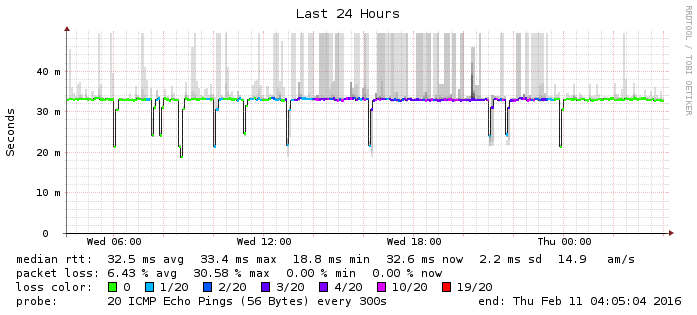 Last 24 Hours
RRDTOOL / TOBI OETIKER
Seconds
40 m
30 m
20 m
10 m
0
Wed 06:00 Wed 12:00 Wed 18:00 Thu 00:00
median rtt: 32.5 ms avg 33.4 ms max 18.8 ms min 32.6 ms now 2.2 ms sd 14.9 am/s
packet loss: 6.43 % avg 30.58 % max 0.00 % min 0.00 % now
loss color: 0 1/20 2/20 3/20 4/20 10/20 19/20
probe: 20 ICMP Echo Pings (56 Bytes) every 300s end: Thu Feb 11 04:05:04 2016